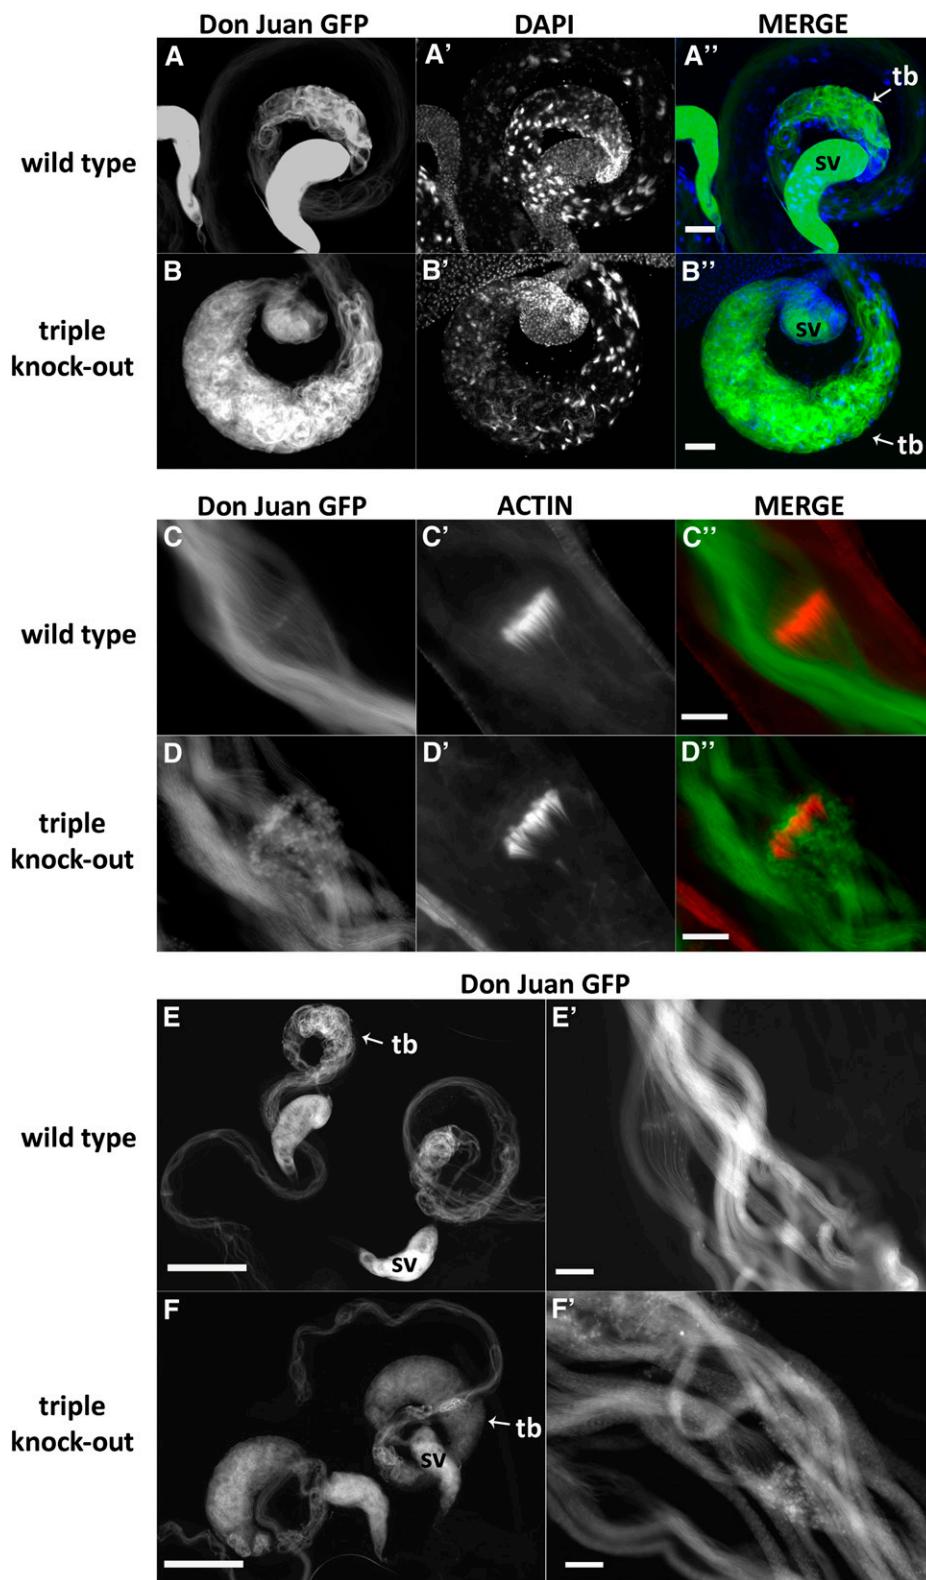 Don Juan GFP DAPI MERGE
wild type A A' A'' tb sv
triple knock-out B B' B'' sv tb
Don Juan GFP ACTIN MERGE
wild type C C' C''
triple knock-out D D' D''
Don Juan GFP
wild type E tb sv E'
triple knock-out F tb sv F'